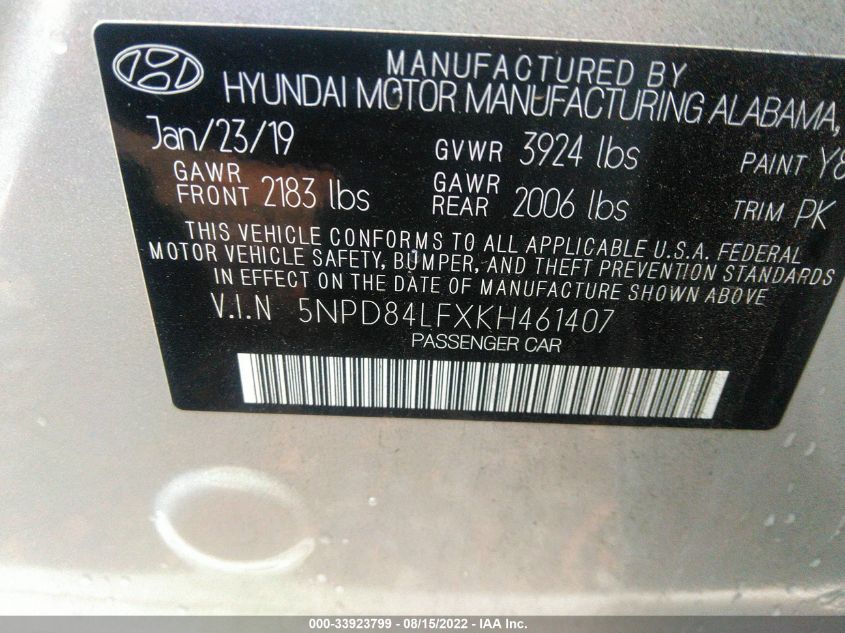 MANUFACTURED BY
HYUNDAI MOTOR MANUFACTURING ALABAMA,
Jan/23/19 GVWR 3924 lbs PAINT Y8
GAWR FRONT 2183 lbs GAWR REAR 2006 lbs TRIM PK
THIS VEHICLE CONFORMS TO ALL APPLICABLE U.S.A. FEDERAL
MOTOR VEHICLE SAFETY, BUMPER, AND THEFT PREVENTION STANDARDS
IN EFFECT ON THE DATE OF MANUFACTURE SHOWN ABOVE
V.I.N 5NPD84LFXKH461407
PASSENGER CAR
000-33923799 - 08/15/2022 - IAA Inc.